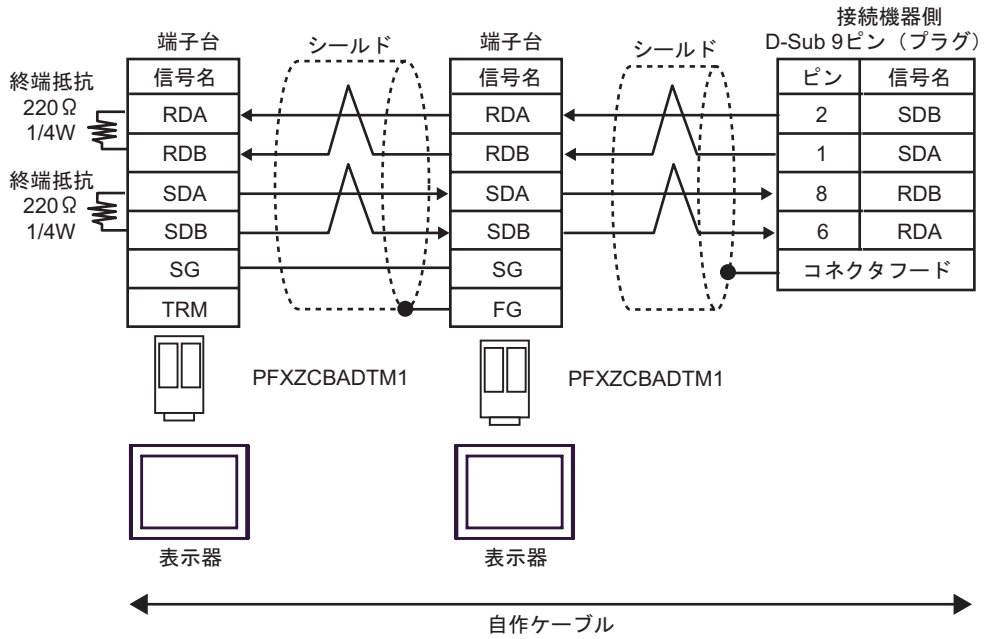 接続機器側
端子台 シールド 端子台 シールド D-Sub 9ピン（プラグ）
終端抵抗
220Ω
1/4W
終端抵抗
220Ω
1/4W
信号名
RDA
RDB
SDA
SDB
SG
TRM
信号名
RDA
RDB
SDA
SDB
SG
FG
ピン 信号名
2 SDB
1 SDA
8 RDB
6 RDA
コネクタフード
PFXZCBADTM1
PFXZCBADTM1
表示器
表示器
自作ケーブル